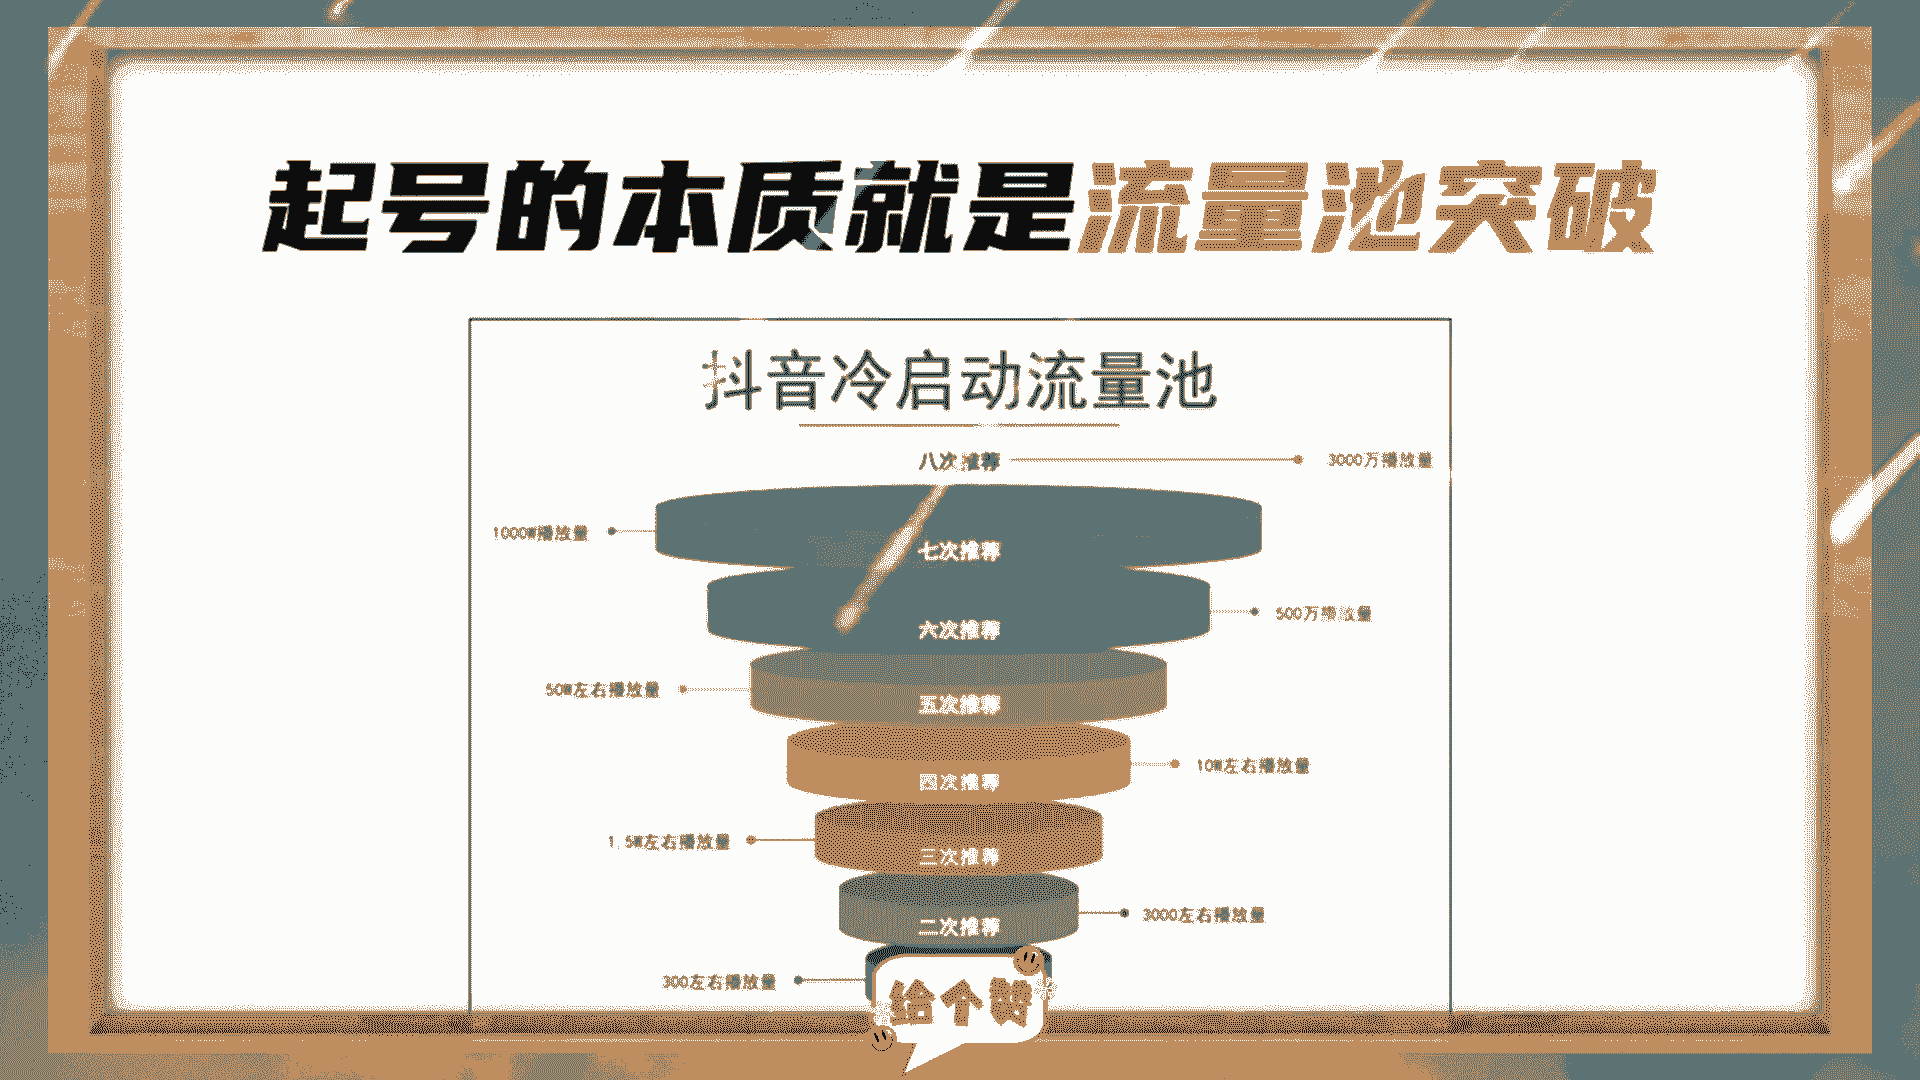 起号的本质就是流量池突破
抖音冷启动流量池
八次推荐
3000万播放量
1000W播放量
七次推荐
六次推荐
500万播放量
50W左右播放量
五次推荐
四次推荐
10W左右播放量
1.5W左右播放量
三次推荐
二次推荐
3000左右播放量
300左右播放量
给个赞